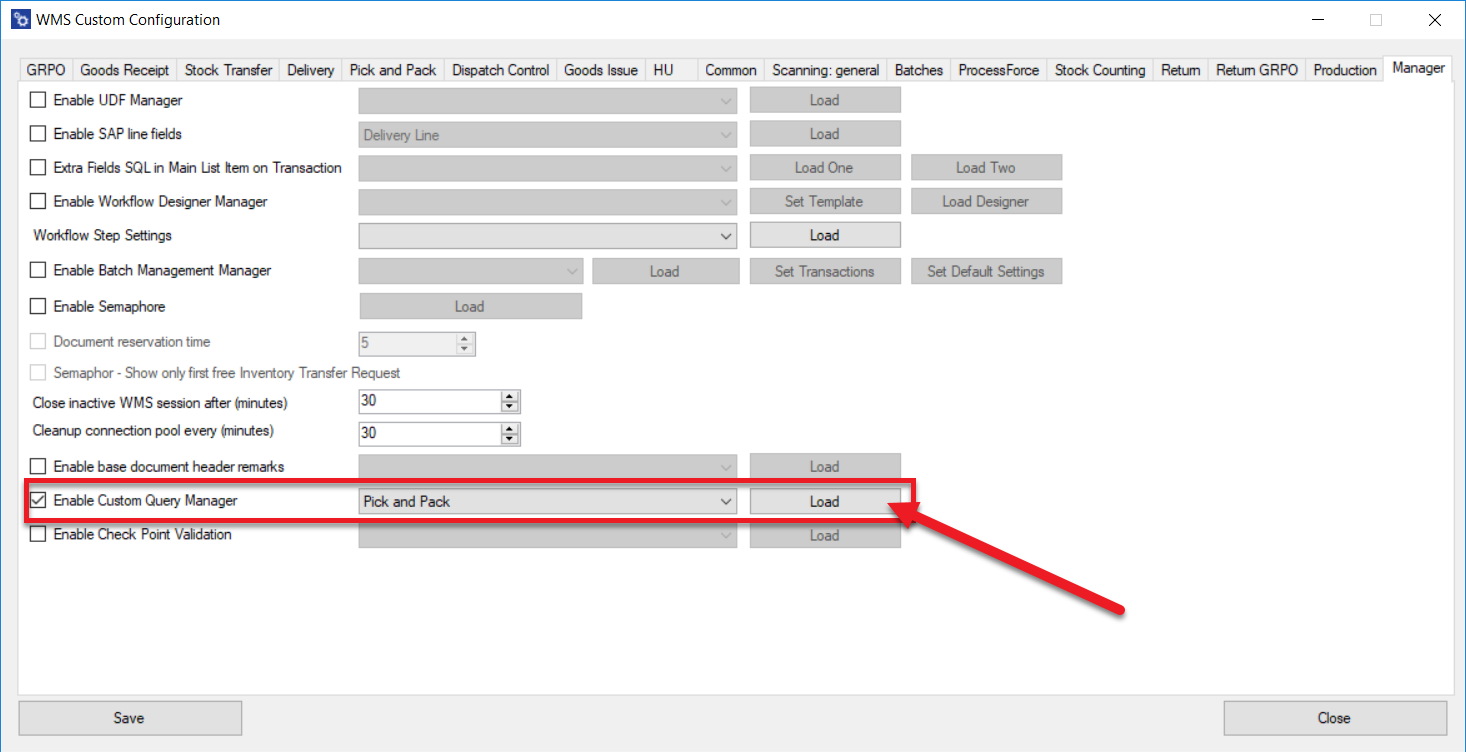 WMS Custom Configuration
GRPO Goods Receipt Stock Transfer Delivery Pick and Pack Dispatch Control Goods Issue HU Common Scanning: general Batches ProcessForce Stock Counting Return Return GRPO Production Manager
Enable UDF Manager Load
Enable SAP line fields Delivery Line Load
Extra Fields SQL in Main List Item on Transaction Load One Load Two
Enable Workflow Designer Manager Set Template Load Designer
Workflow Step Settings Load
Enable Batch Management Manager Load Set Transactions Set Default Settings
Enable Semaphore Load
Document reservation time 5
Semaphor - Show only first free Inventory Transfer Request
Close inactive WMS session after (minutes) 30
Cleanup connection pool every (minutes) 30
Enable base document header remarks Load
Enable Custom Query Manager Pick and Pack Load
Enable Check Point Validation Load
Save Close